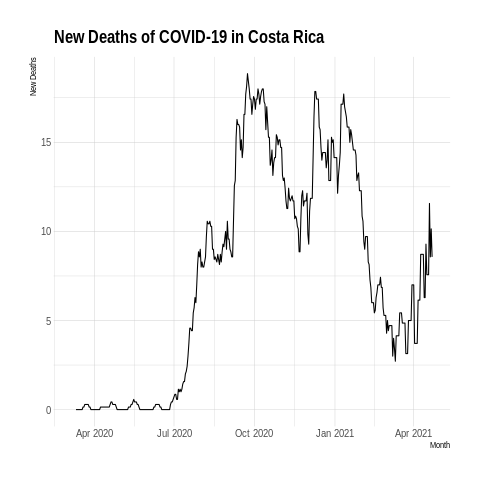 New Deaths of COVID-19 in Costa Rica
New Deaths
15
10
5
0
Apr 2020 Jul 2020 Oct 2020 Jan 2021 Apr 2021
Month